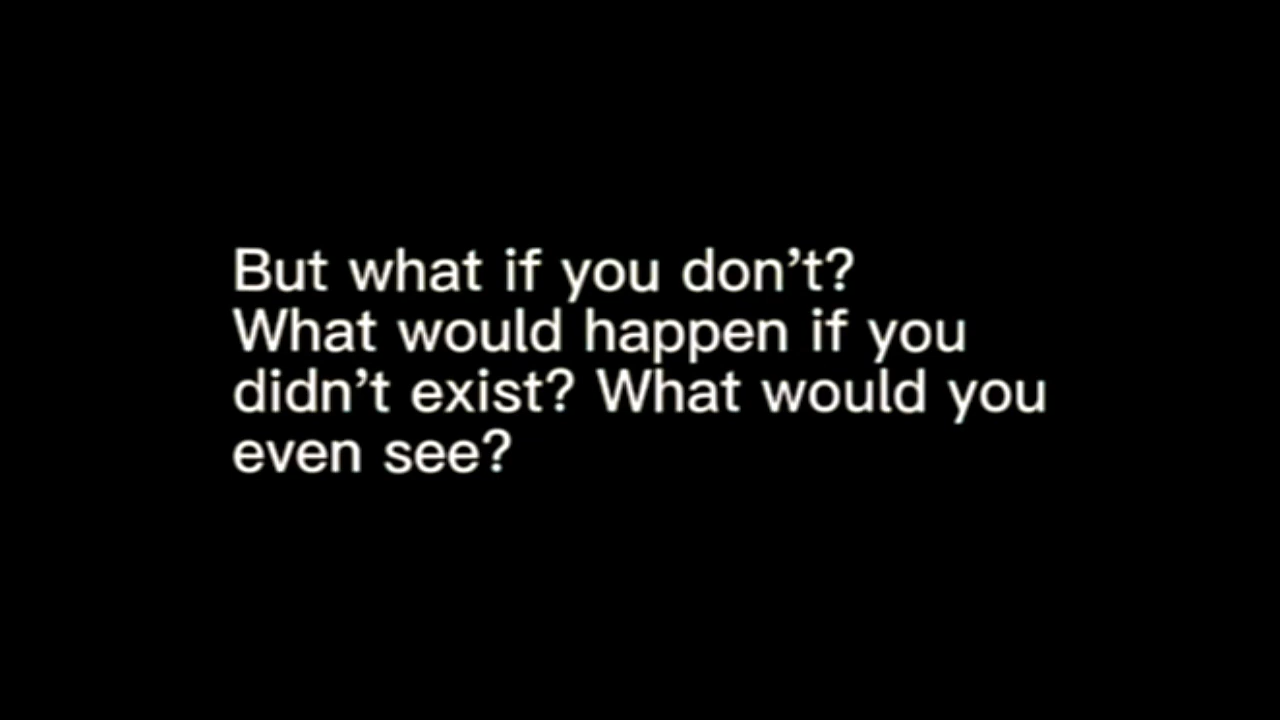 But what if you don’t?
What would happen if you
didn’t exist? What would you
even see?